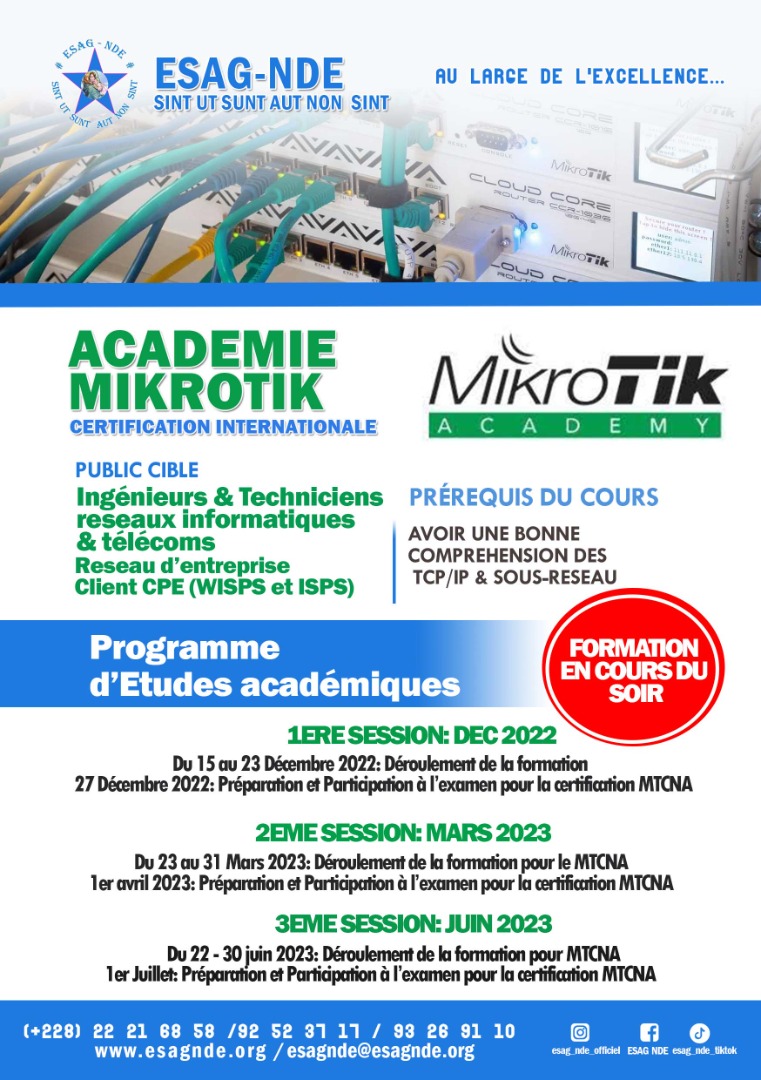 ESAG - NDE
SINT UT SUNT AUT NON SINT
ESAG-NDE
SINT UT SUNT AUT NON SINT
AU LARGE DE L'EXCELLENCE...
MikroTik
RESET
CONSOLE
CLOUD CORE
ROUTER CCR-1036
MikroTik
CLOUD CORE
ACADEMIE
MIKROTIK
CERTIFICATION INTERNATIONALE
MikroTik
ACADEMY
PUBLIC CIBLE
Ingénieurs & Techniciens
reseaux informatiques
& télécoms
Reseau d'entreprise
Client CPE (WISPS et ISPS)
PRÉREQUIS DU COURS
AVOIR UNE BONNE
COMPREHENSION DES
TCP/IP & SOUS-RESEAU
Programme
d'Etudes académiques
FORMATION
EN COURS DU
SOIR
1ERE SESSION: DEC 2022
Du 15 au 23 Décembre 2022: Déroulement de la formation
27 Décembre 2022: Préparation et Participation à l'examen pour la certification MTCNA
2EME SESSION: MARS 2023
Du 23 au 31 Mars 2023: Déroulement de la formation pour le MTCNA
1er avril 2023: Préparation et Participation à l'examen pour la certification MTCNA
3EME SESSION: JUIN 2023
Du 22 - 30 juin 2023: Déroulement de la formation pour MTCNA
1er Juillet: Préparation et Participation à l'examen pour la certification MTCNA
(+228) 22 21 68 58 /92 52 37 17 / 93 26 91 10
www.esagnde.org / esagnde@esagnde.org
esag_nde_officiel ESAG NDE esag_nde_tiktok